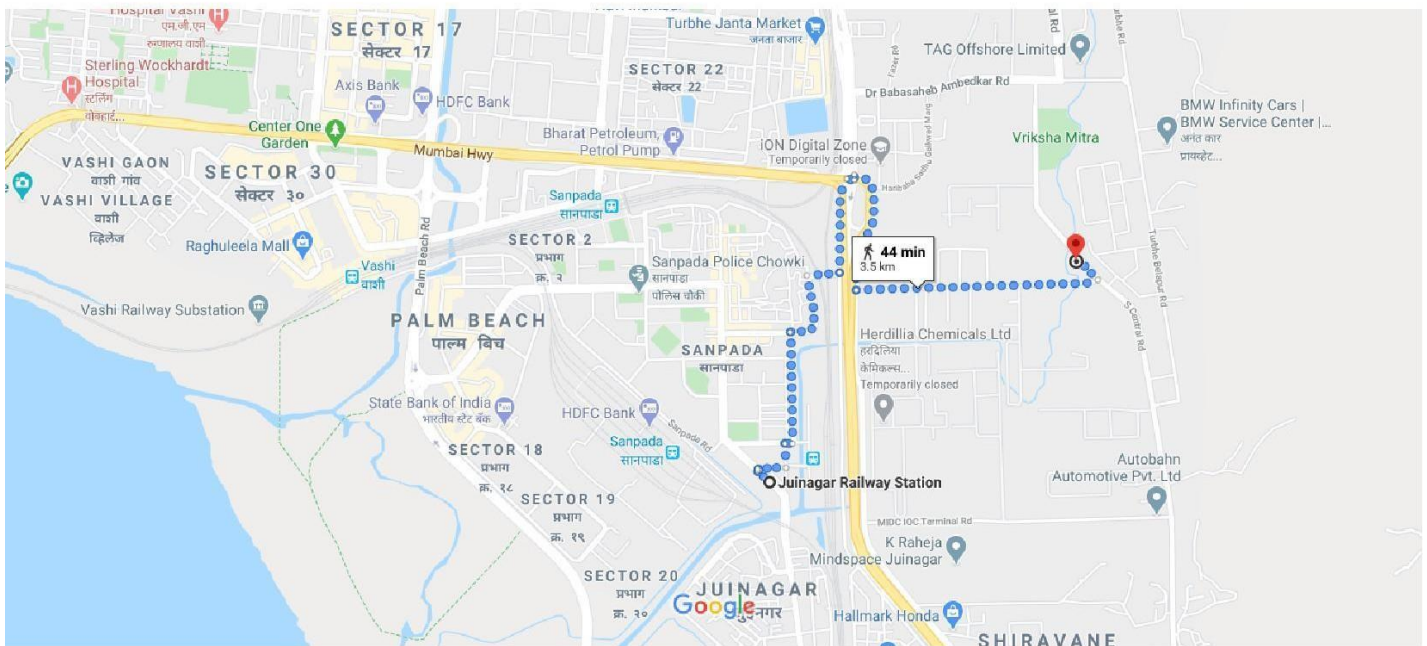 Hospital Vashi
एम.जी.एम
रुग्णालय वाशी
SECTOR 17
सेक्टर 17
Turbhe Janta Market
जनता बाजार
TAG Offshore Limited
Turbhe Rd
Sterling Wockhardt
Hospital
स्टर्लिंग
वोक्हार्ट...
Axis Bank
HDFC Bank
SECTOR 22
सेक्टर 22
Dr Babasaheb Ambedkar Rd
BMW Infinity Cars |
BMW Service Center |...
अनंत कार
प्रायव्हेट...
Center One
Garden
Bharat Petroleum,
Petrol Pump
iON Digital Zone
Temporarily closed
Vriksha Mitra
Mumbai Hwy
VASHI GAON
वाशी गांव
VASHI VILLAGE
वाशी
व्हिलेज
SECTOR 30
सेक्टर ३०
Sanpada
सानपाडा
Raghuleela Mall
Palm Beach Rd
SECTOR 2
प्रभाग
क्र. २
Sanpada Police Chowki
सानपाडा
पोलिस चौकी
44 min
3.5 km
Turbhe Belapur Rd
Vashi
वाशी
Vashi Railway Substation
PALM BEACH
पाल्म बिच
S Central Rd
SANPADA
सानपाडा
Herdillia Chemicals Ltd
हरदिलिया
केमिकल्स...
Temporarily closed
State Bank of India
भारतीय स्टेट बँक
HDFC Bank
Sanpada Rd
Sanpada
सानपाडा
SECTOR 18
प्रभाग
क्र. १८
Juinagar Railway Station
Autobahn
Automotive Pvt. Ltd
SECTOR 19
प्रभाग
क्र. १९
MIDC IOC Terminal Rd
K Raheja
Mindspace Juinagar
SECTOR 20
प्रभाग
क्र. २०
JUINAGAR
Google
Hallmark Honda
SHIRAVANE